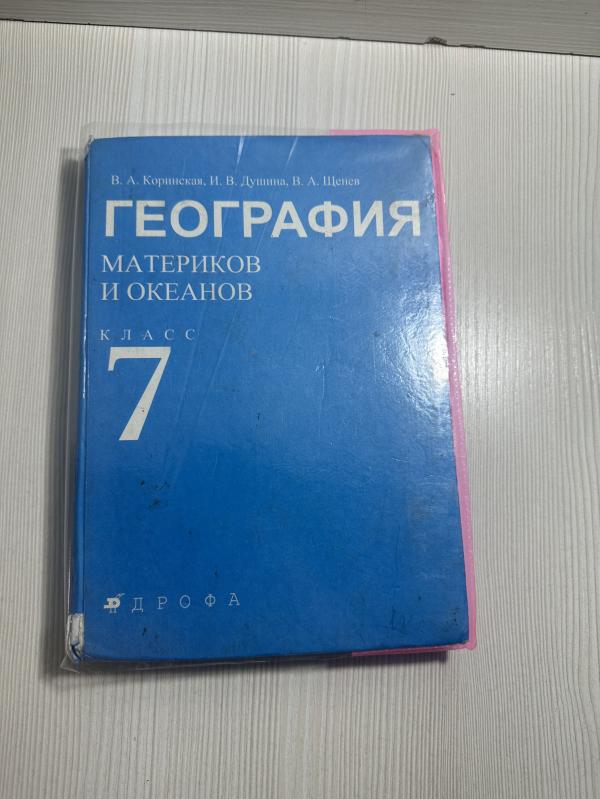 В. А. Коринская, И. В. Душина, В. А. Щенев
ГЕОГРАФИЯ
МАТЕРИКОВ
И ОКЕАНОВ
КЛАСС
7
ДРОФА